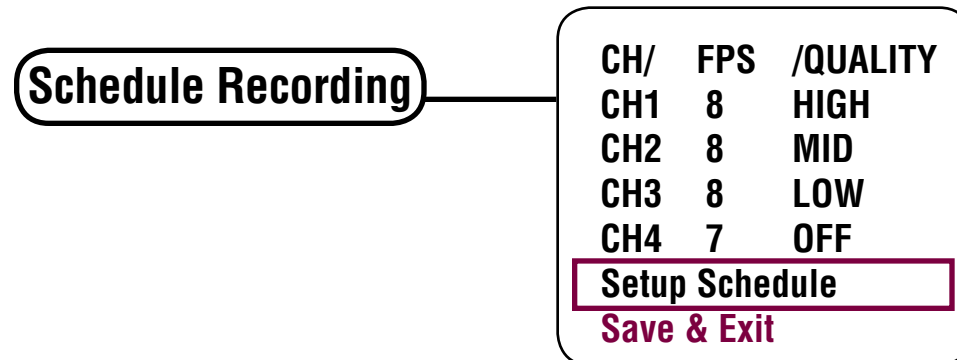 Schedule Recording
CH/ FPS /QUALITY
CH1 8 HIGH
CH2 8 MID
CH3 8 LOW
CH4 7 OFF
Setup Schedule
Save & Exit